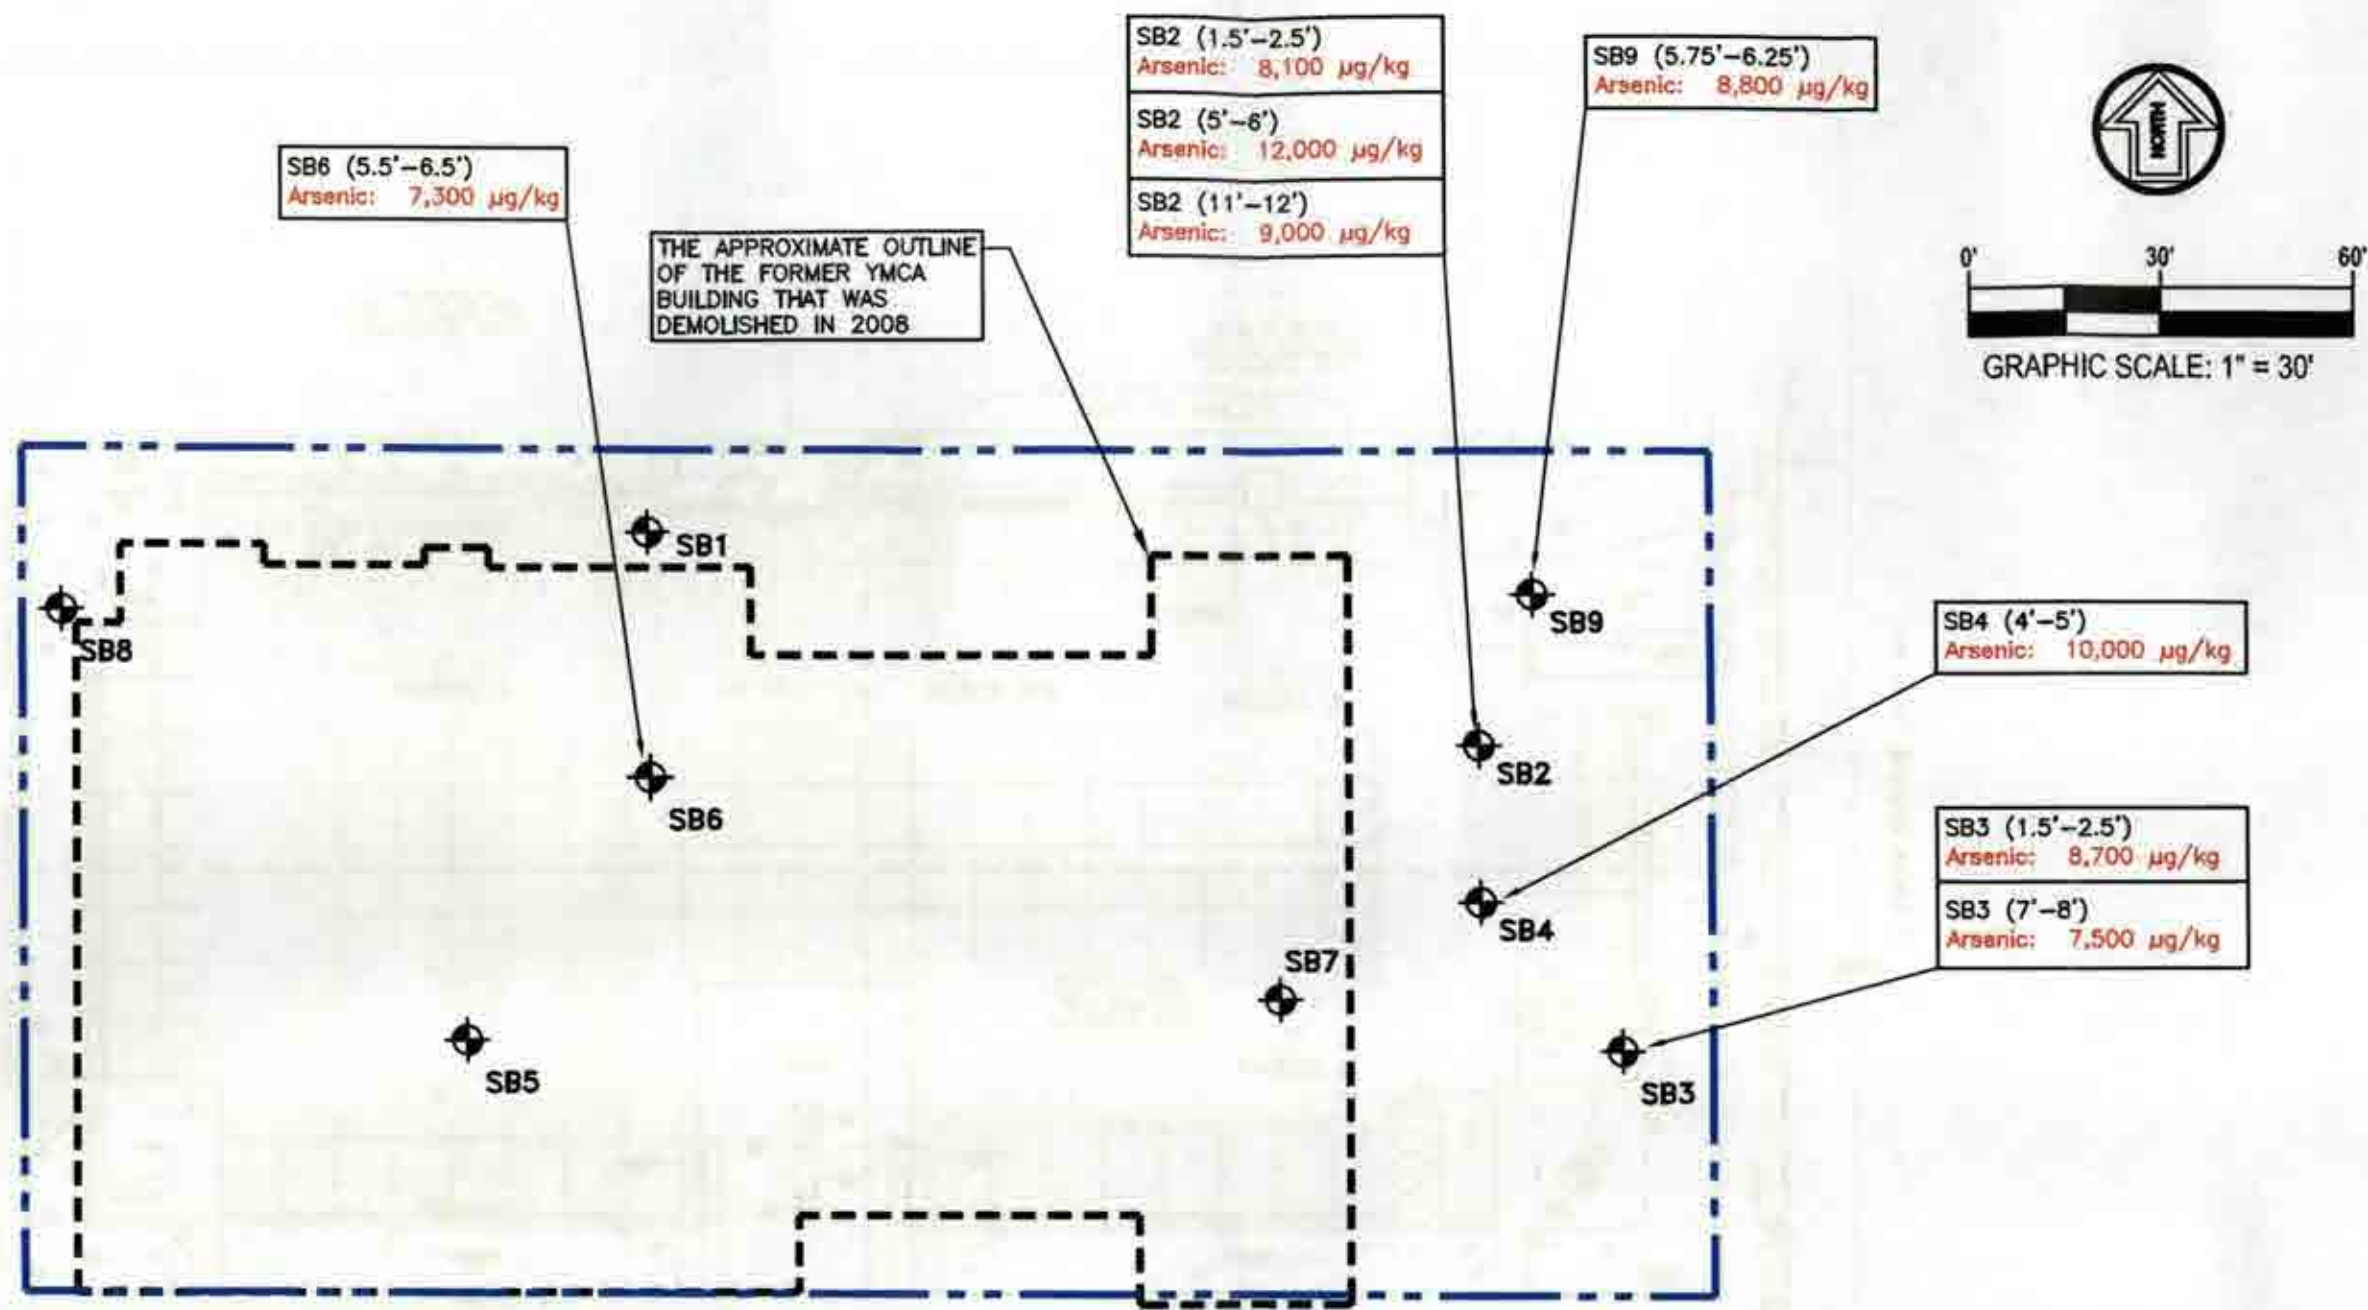 SB2 (1.5'-2.5')
Arsenic: 8,100 µg/kg
SB2 (5'-6')
Arsenic: 12,000 µg/kg
SB2 (11'-12')
Arsenic: 9,000 µg/kg
SB9 (5.75'-6.25')
Arsenic: 8,800 µg/kg
NORTH
SB6 (5.5'-6.5')
Arsenic: 7,300 µg/kg
THE APPROXIMATE OUTLINE
OF THE FORMER YMCA
BUILDING THAT WAS
DEMOLISHED IN 2008
0' 30' 60'
GRAPHIC SCALE: 1" = 30'
SB1
SB8
SB9
SB4 (4'-5')
Arsenic: 10,000 µg/kg
SB2
SB6
SB3 (1.5'-2.5')
Arsenic: 8,700 µg/kg
SB3 (7'-8')
Arsenic: 7,500 µg/kg
SB4
SB7
SB5
SB3